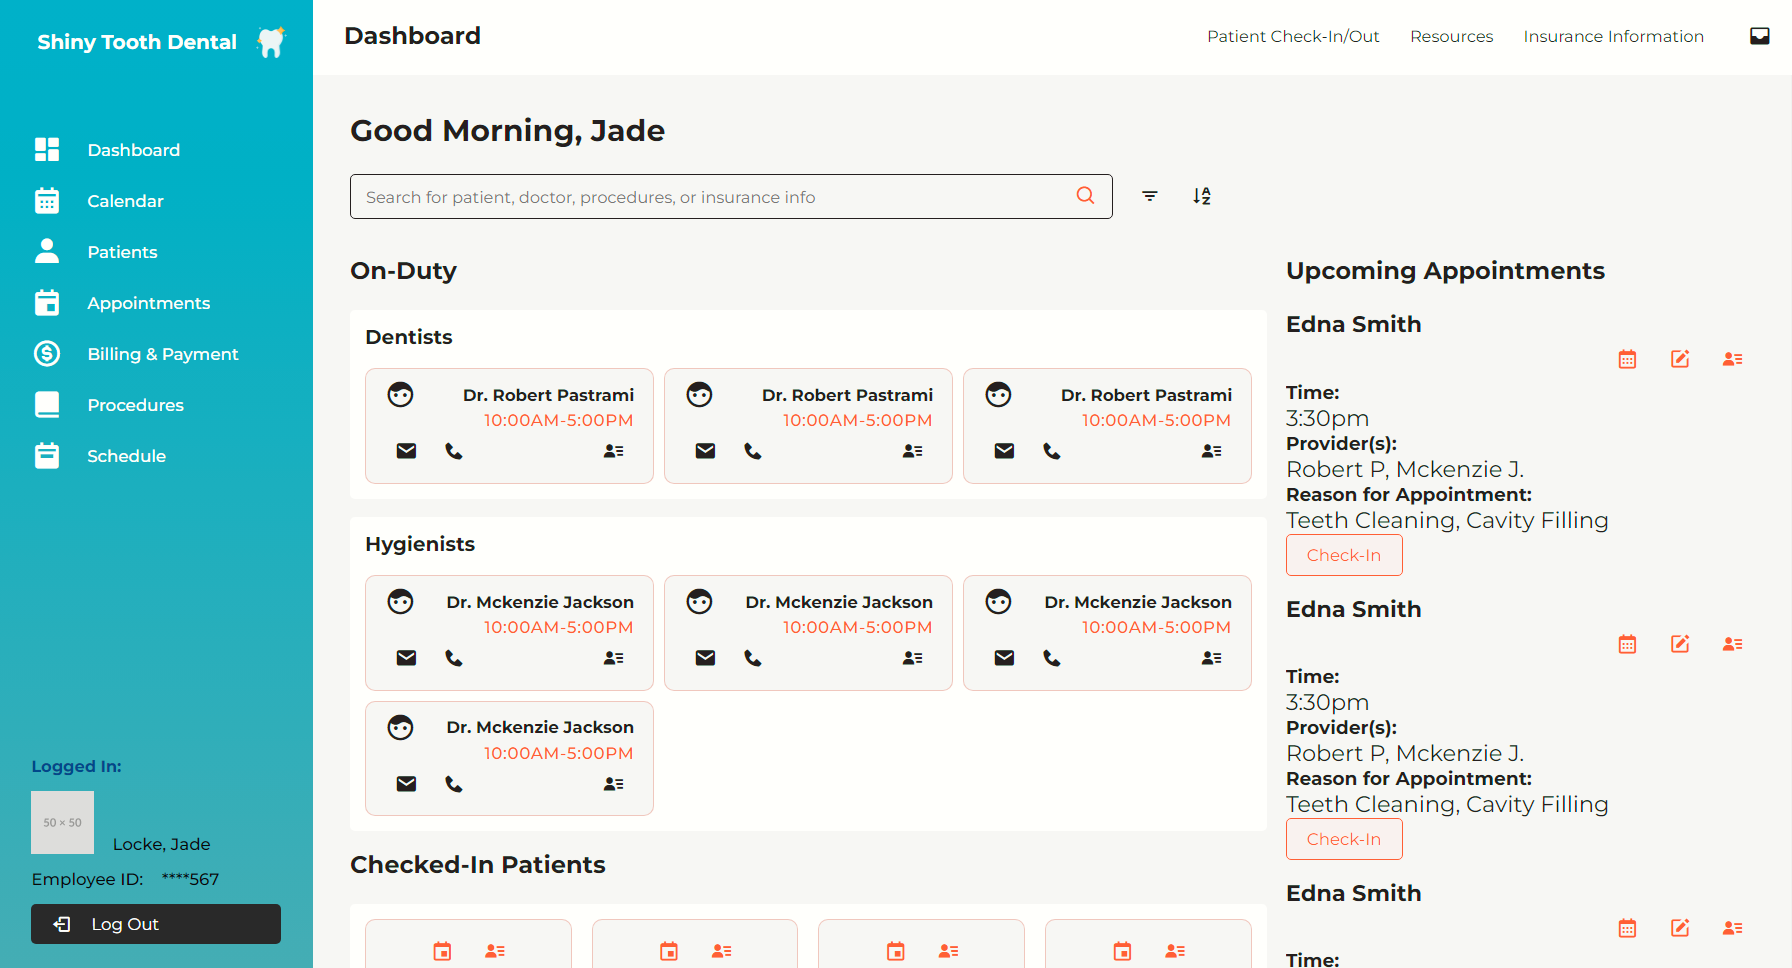 Shiny Tooth Dental
Dashboard
Calendar
Patients
Appointments
Billing & Payment
Procedures
Schedule
Logged In:
50 × 50
Locke, Jade
Employee ID: ****567
Log Out
Dashboard
Patient Check-In/Out Resources Insurance Information
Good Morning, Jade
Search for patient, doctor, procedures, or insurance info
On-Duty
Dentists
Dr. Robert Pastrami
10:00AM-5:00PM
Dr. Robert Pastrami
10:00AM-5:00PM
Dr. Robert Pastrami
10:00AM-5:00PM
Hygienists
Dr. Mckenzie Jackson
10:00AM-5:00PM
Dr. Mckenzie Jackson
10:00AM-5:00PM
Dr. Mckenzie Jackson
10:00AM-5:00PM
Dr. Mckenzie Jackson
10:00AM-5:00PM
Checked-In Patients
Upcoming Appointments
Edna Smith
Time:
3:30pm
Provider(s):
Robert P, Mckenzie J.
Reason for Appointment:
Teeth Cleaning, Cavity Filling
Check-In
Edna Smith
Time:
3:30pm
Provider(s):
Robert P, Mckenzie J.
Reason for Appointment:
Teeth Cleaning, Cavity Filling
Check-In
Edna Smith
Time: